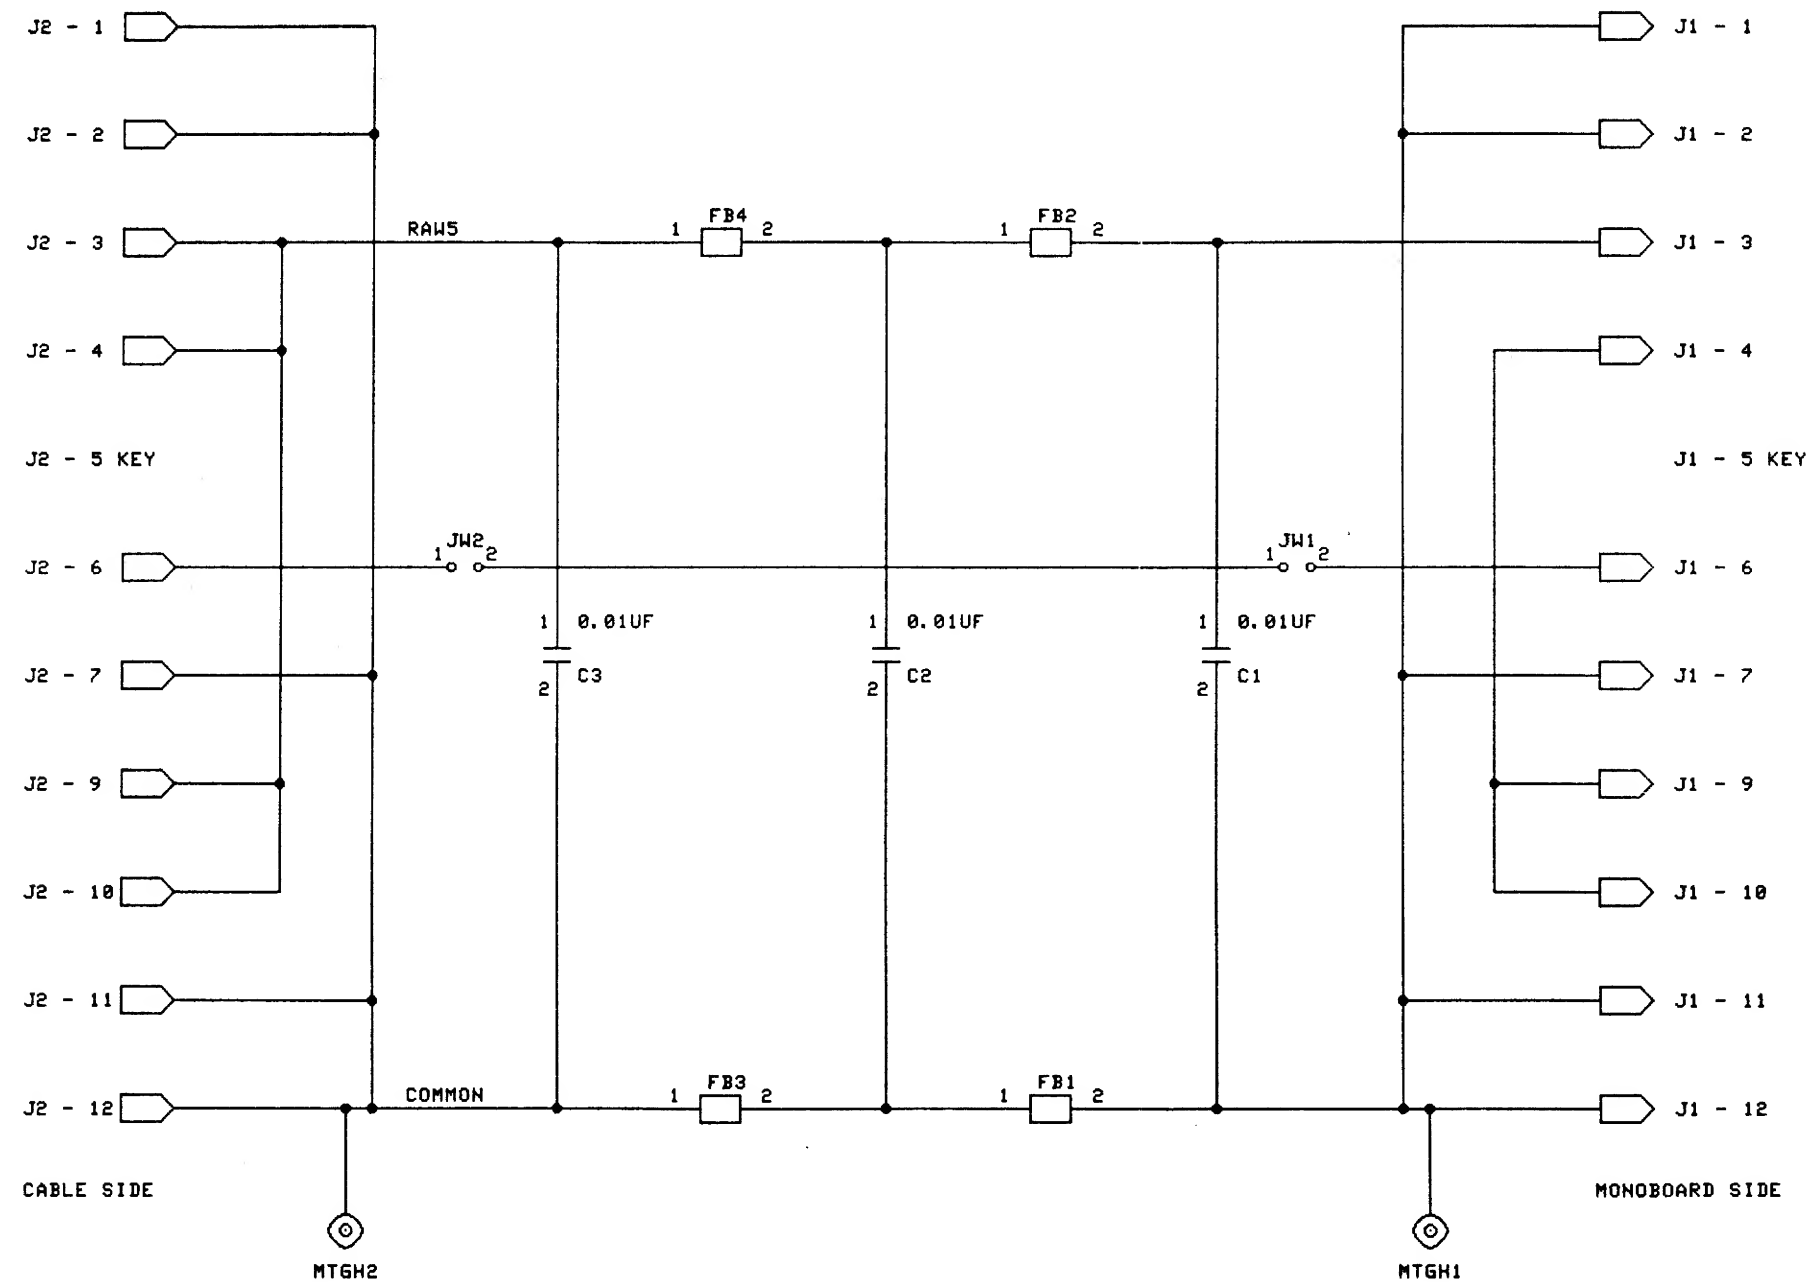 J2 - 1
J1 - 1
J2 - 2
J1 - 2
J2 - 3
RAW5
1 FB4 2
1 FB2 2
J1 - 3
J2 - 4
J1 - 4
J2 - 5 KEY
J1 - 5 KEY
J2 - 6
1 JW2 2
1 JW1 2
J1 - 6
1 0.01UF
1 0.01UF
1 0.01UF
J2 - 7
2 C3
2 C2
2 C1
J1 - 7
J2 - 9
J1 - 9
J2 - 10
J1 - 10
J2 - 11
J1 - 11
J2 - 12
COMMON
1 FB3 2
1 FB1 2
J1 - 12
CABLE SIDE
MONOBOARD SIDE
MTGH2
MTGH1